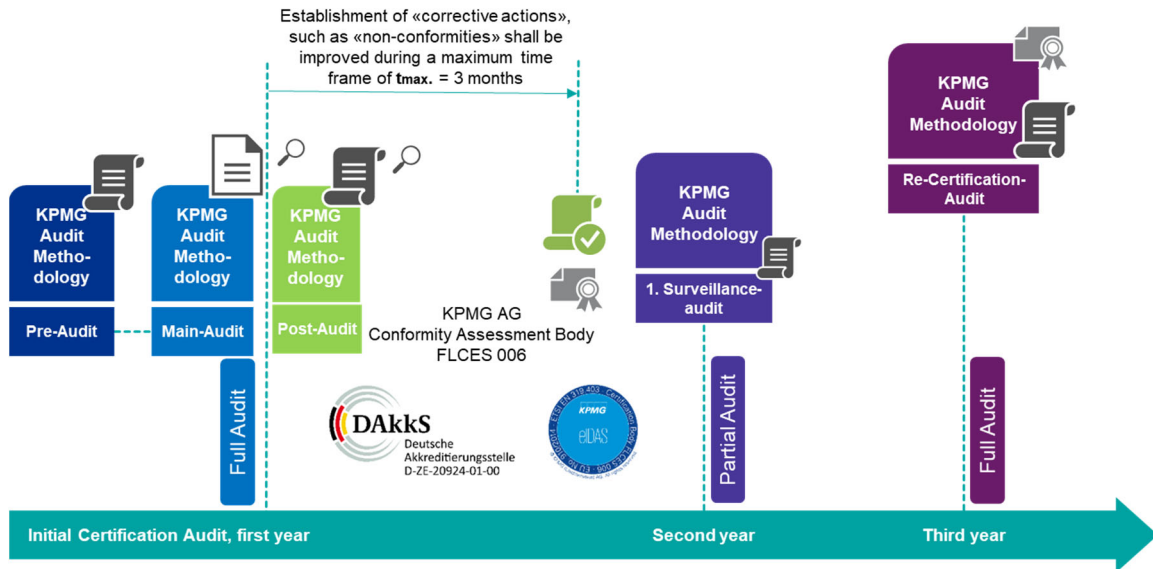 Establishment of «corrective actions»,
such as «non-conformities» shall be
improved during a maximum time
frame of tmax. = 3 months
KPMG
Audit
Metho-
dology
Pre-Audit
KPMG
Audit
Metho-
dology
Main-Audit
KPMG
Audit
Metho-
dology
Post-Audit
KPMG AG
Conformity Assessment Body
FLCES 006
KPMG
Audit
Methodology
1. Surveillance-
audit
KPMG
Audit
Methodology
Re-Certification-
Audit
Full Audit
DAkkS
Deutsche
Akkreditierungsstelle
D-ZE-20924-01-00
ETSI EN 319 403
KPMG
eIDAS
Partial Audit
Full Audit
Initial Certification Audit, first year
Second year
Third year